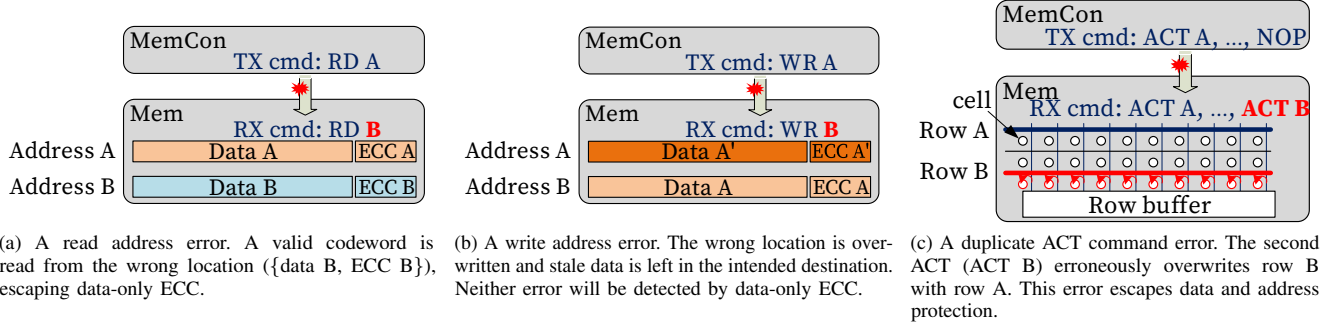 MemCon
TX cmd: RD A
Mem
RX cmd: RD B
Address A
Data A
ECC A
Address B
Data B
ECC B
(a) A read address error. A valid codeword is
read from the wrong location ({data B, ECC B}),
escaping data-only ECC.
MemCon
TX cmd: WR A
Mem
RX cmd: WR B
Address A
Data A'
ECC A'
Address B
Data A
ECC A
(b) A write address error. The wrong location is over-
written and stale data is left in the intended destination.
Neither error will be detected by data-only ECC.
MemCon
TX cmd: ACT A, ..., NOP
Mem
RX cmd: ACT A, ..., ACT B
cell
Row A
Row B
Row buffer
(c) A duplicate ACT command error. The second
ACT (ACT B) erroneously overwrites row B
with row A. This error escapes data and address
protection.